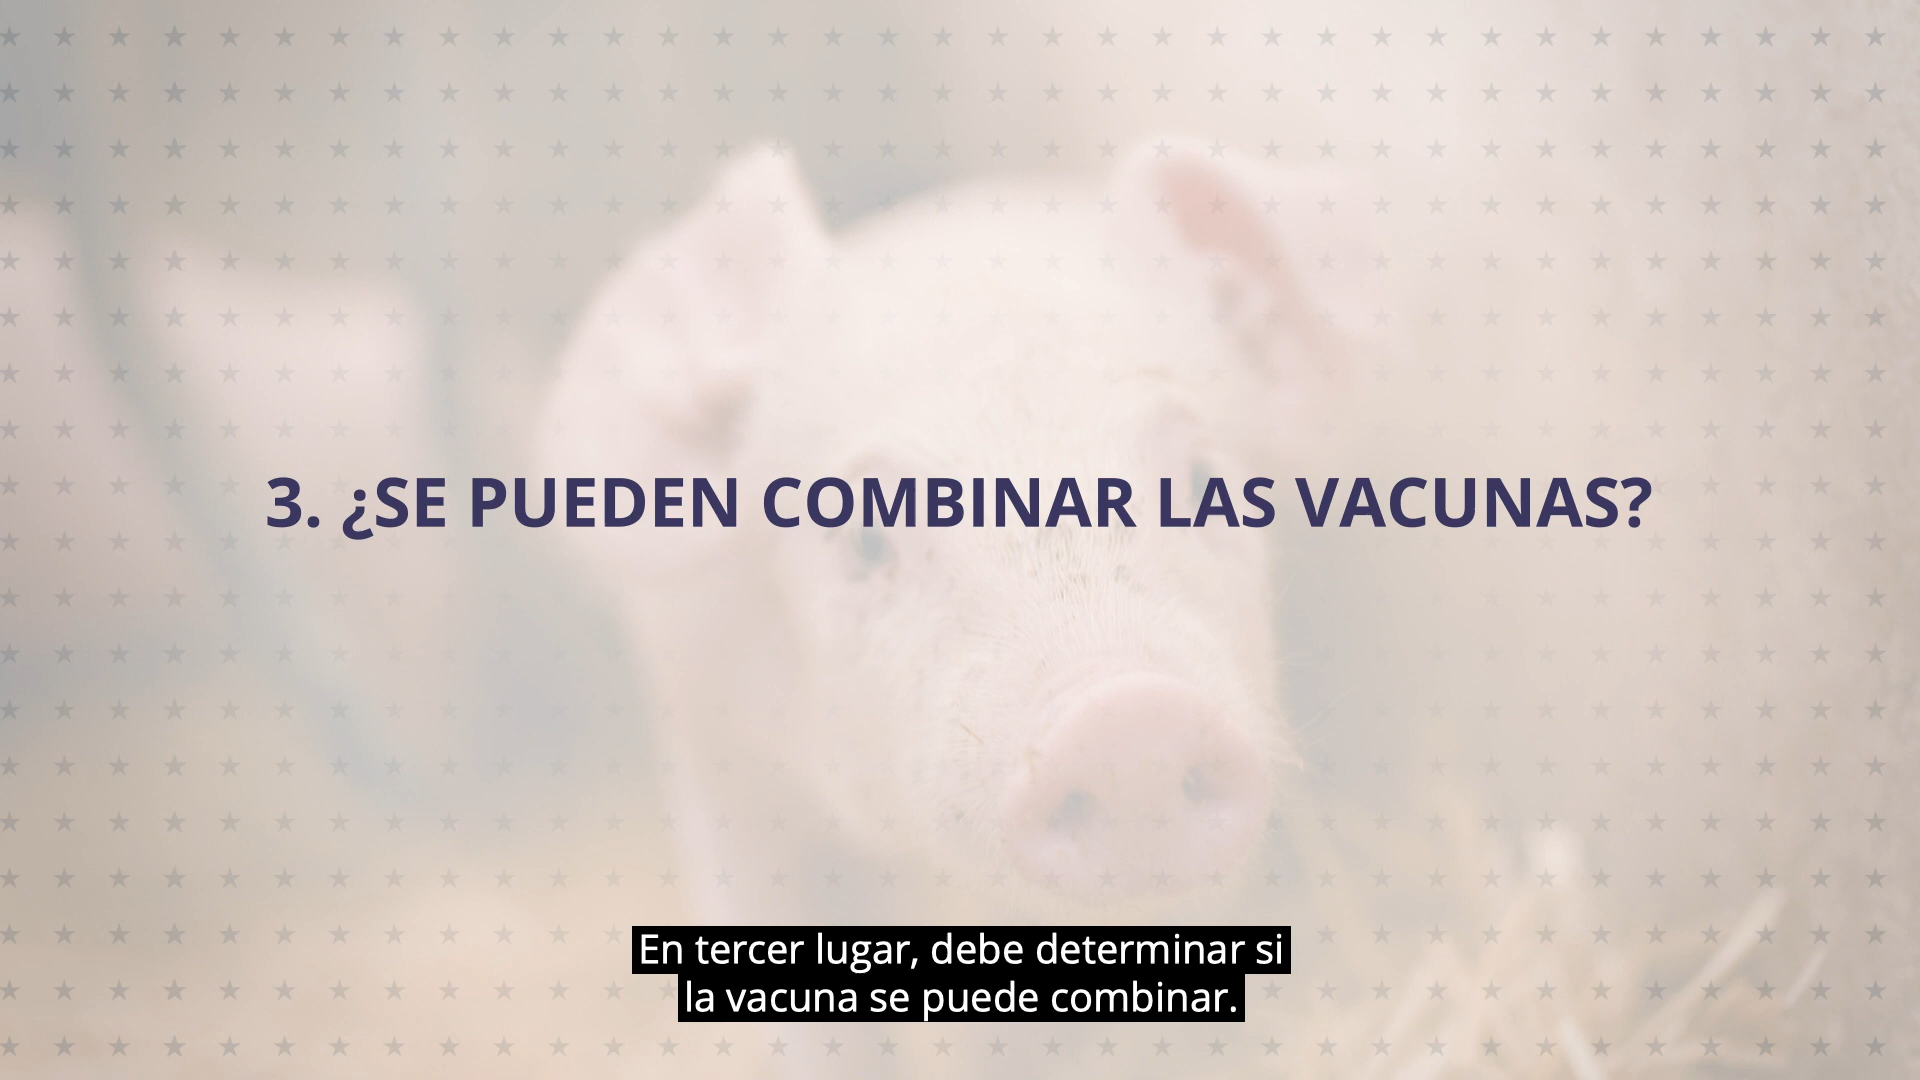 3. ¿SE PUEDEN COMBINAR LAS VACUNAS?
En tercer lugar, debe determinar si
la vacuna se puede combinar.